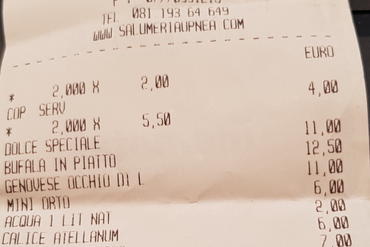 TEL 081 193 64 649
WWW SALUMERIAUPNEA COM
EURO
* 2,000 X 2,00
COP SERV 4,00
* 2,000 X 5,50
DOLCE SPECIALE 11,00
BUFALA IN PIATTO 12,50
GENOVESE OCCHIO DI L 11,00
MINI ORTO 6,00
ACQUA 1 LIT NAT 2,00
CALICE ATELLANUM 6,00
7,00